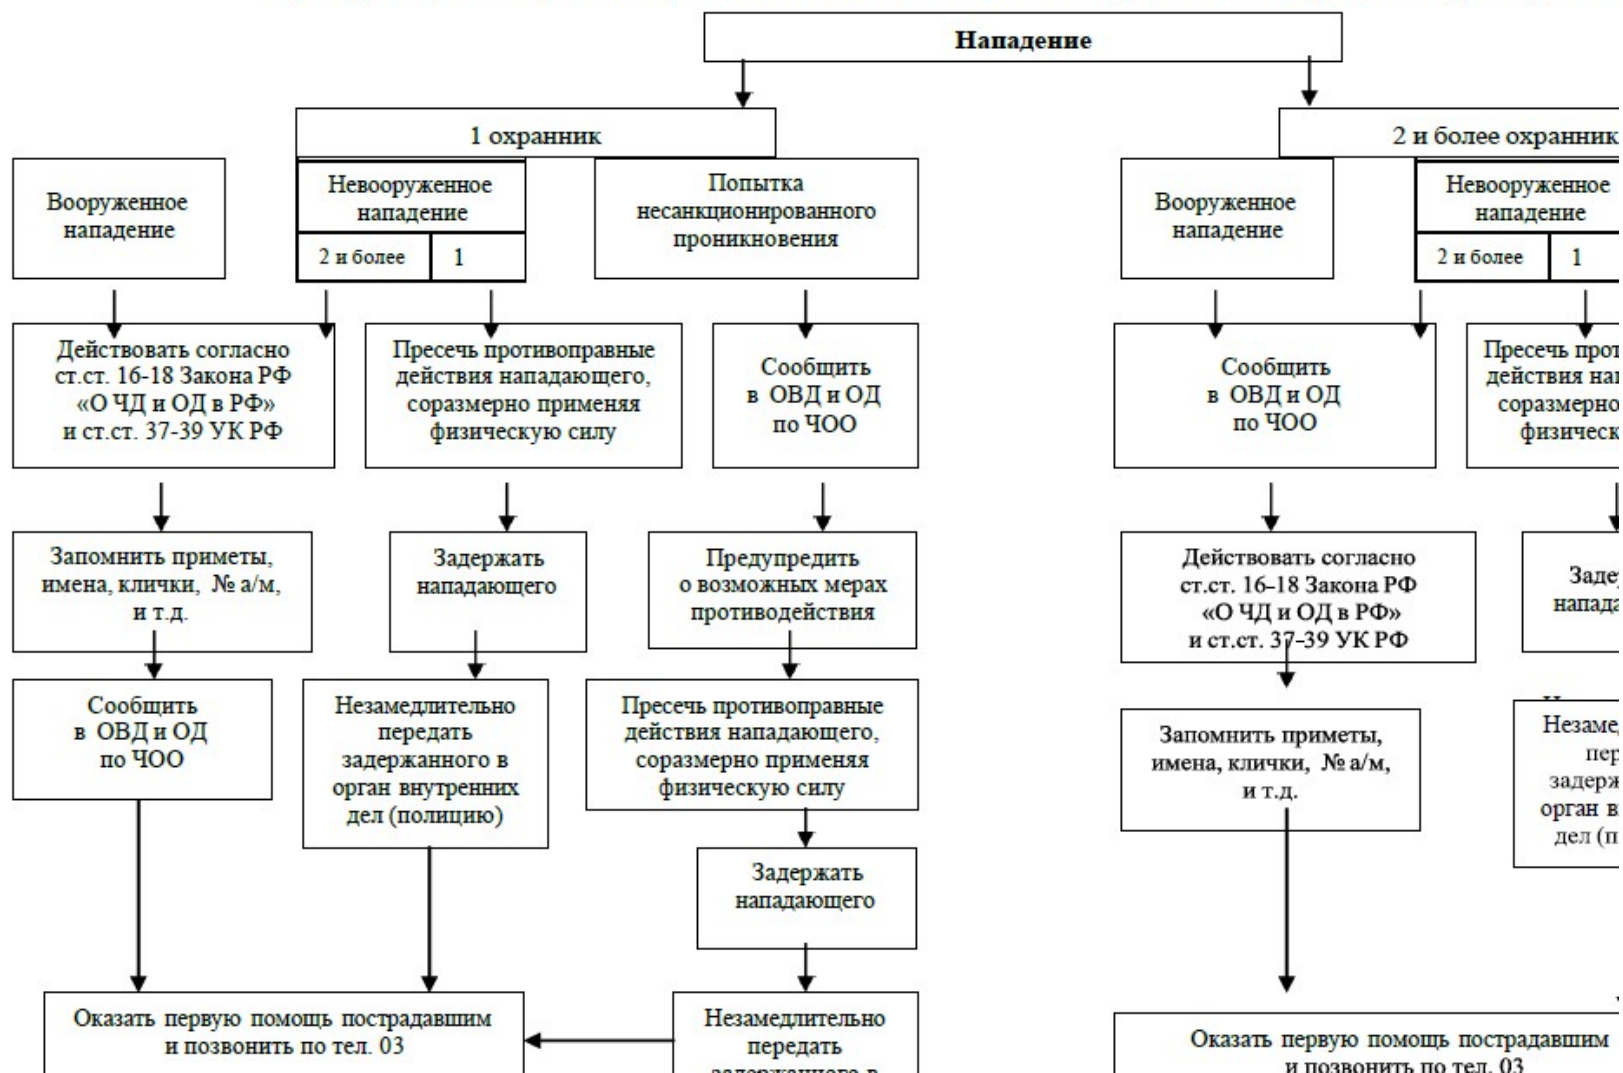 Нападение
1 охранник
2 и более охранник
Вооруженное
нападение
Невооруженное
нападение
2 и более
1
Попытка
несанкционированного
проникновения
Вооруженное
нападение
Невооруженное
нападение
2 и более
1
Действовать согласно
ст.ст. 16-18 Закона РФ
«О ЧД и ОД в РФ»
и ст.ст. 37-39 УК РФ
Пресечь противоправные
действия нападающего,
соразмерно применяя
физическую силу
Сообщить
в ОВД и ОД
по ЧОО
Сообщить
в ОВД и ОД
по ЧОО
Пресечь
действия
соразмерно
Запомнить приметы,
имена, клички, № а/м,
и т.д.
Задержать
нападающего
Предупредить
о возможных мерах
противодействия
Действовать согласно
ст.ст. 16-18 Закона РФ
«О ЧД и ОД в РФ»
и ст.ст. 37-39 УК РФ
Сообщить
в ОВД и ОД
по ЧОО
Незамедлительно
передать
задержанного в
орган внутренних
дел (полицию)
Пресечь противоправные
действия нападающего,
соразмерно применяя
физическую силу
Запомнить приметы,
имена, клички, № а/м,
и т.д.
орган
дел
Задержать
нападающего
Оказать первую помощь пострадавшим
и позвонить по тел. 03
Незамедлительно
передать
задержанного в
Оказать первую помощь пострадавшим
и позвонить по тел. 03